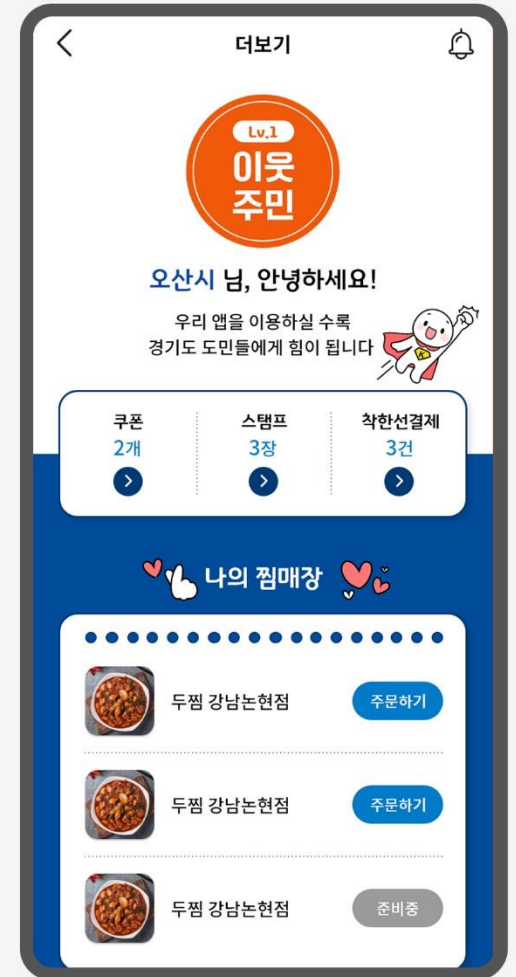 더보기
Lv.1
이웃
주민
오산시 님, 안녕하세요!
우리 앱을 이용하실 수록
경기도 도민들에게 힘이 됩니다
K
쿠폰
2개
스탬프
3장
착한선결제
3건
나의 찜매장
두찜 강남논현점
주문하기
두찜 강남논현점
주문하기
두찜 강남논현점
준비중